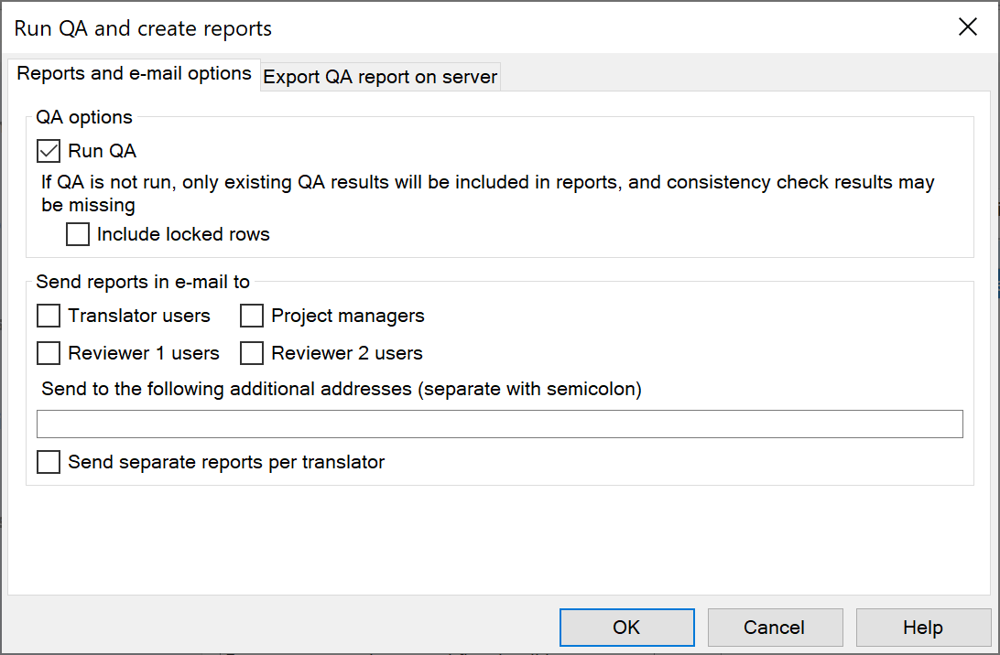 Run QA and create reports
Reports and e-mail options
Export QA report on server
QA options
Run QA
If QA is not run, only existing QA results will be included in reports, and consistency check results may
be missing
Include locked rows
Send reports in e-mail to
Translator users
Project managers
Reviewer 1 users
Reviewer 2 users
Send to the following additional addresses (separate with semicolon)
Send separate reports per translator
OK
Cancel
Help